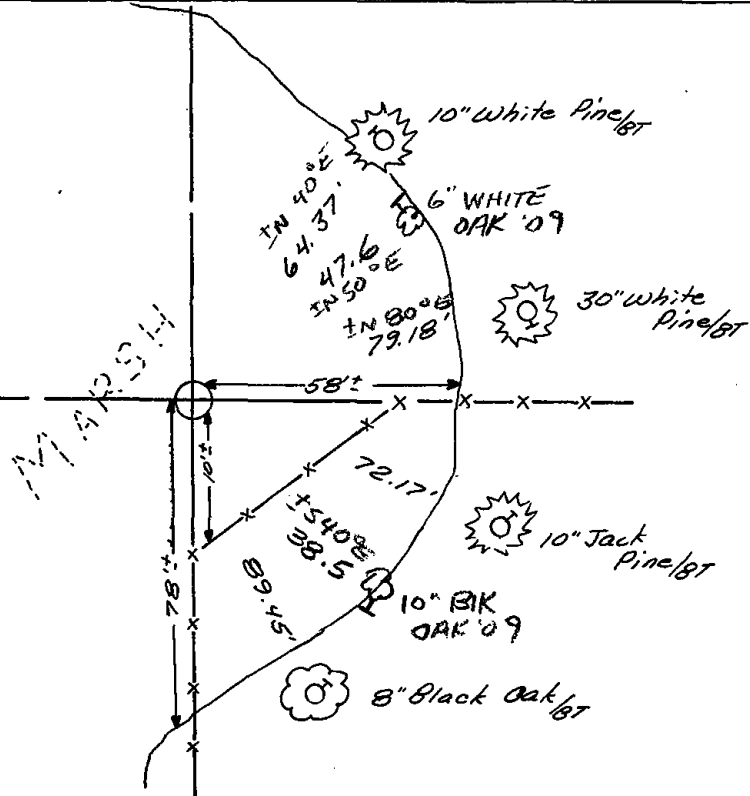 10" White Pine/BT
±N 40°E
64.37'
6" WHITE
OAK '09
47.6
±N 50°E
30" White
Pine/BT
±N 80°E
79.18'
MARSH
58'±
10'±
72.17'
±S40°E
38.5
10" Jack
Pine/BT
78'±
89.45'
10" BlK
OAK '09
8" Black Oak/BT